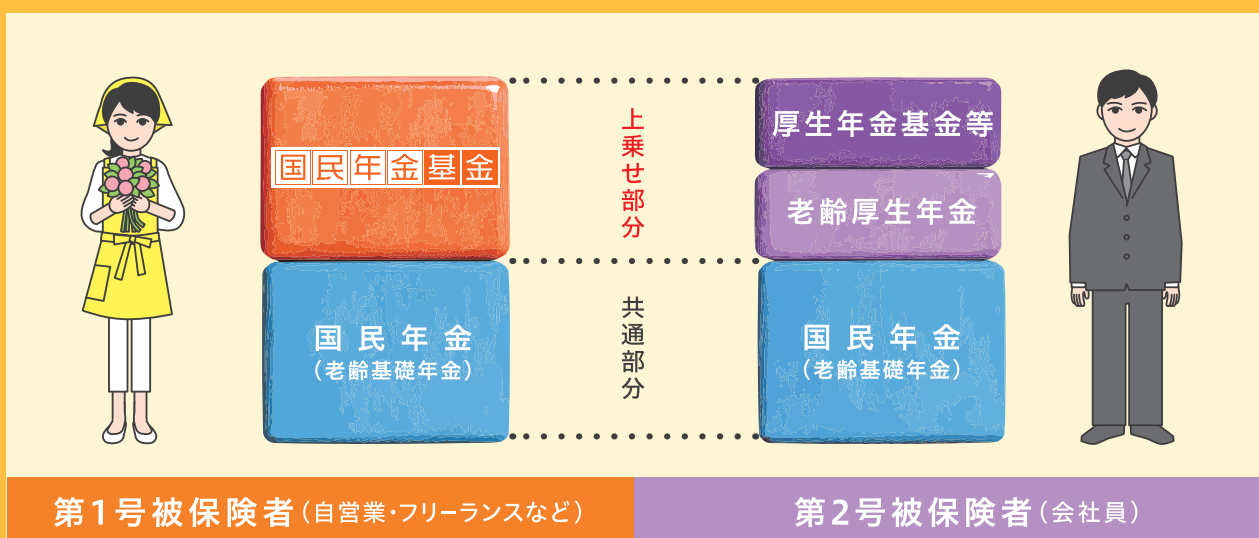 国民年金基金
国民年金
(老齢基礎年金)
上乗せ部分
共通部分
厚生年金基金等
老齢厚生年金
国民年金
(老齢基礎年金)
第1号被保険者(自営業・フリーランスなど)
第2号被保険者(会社員)